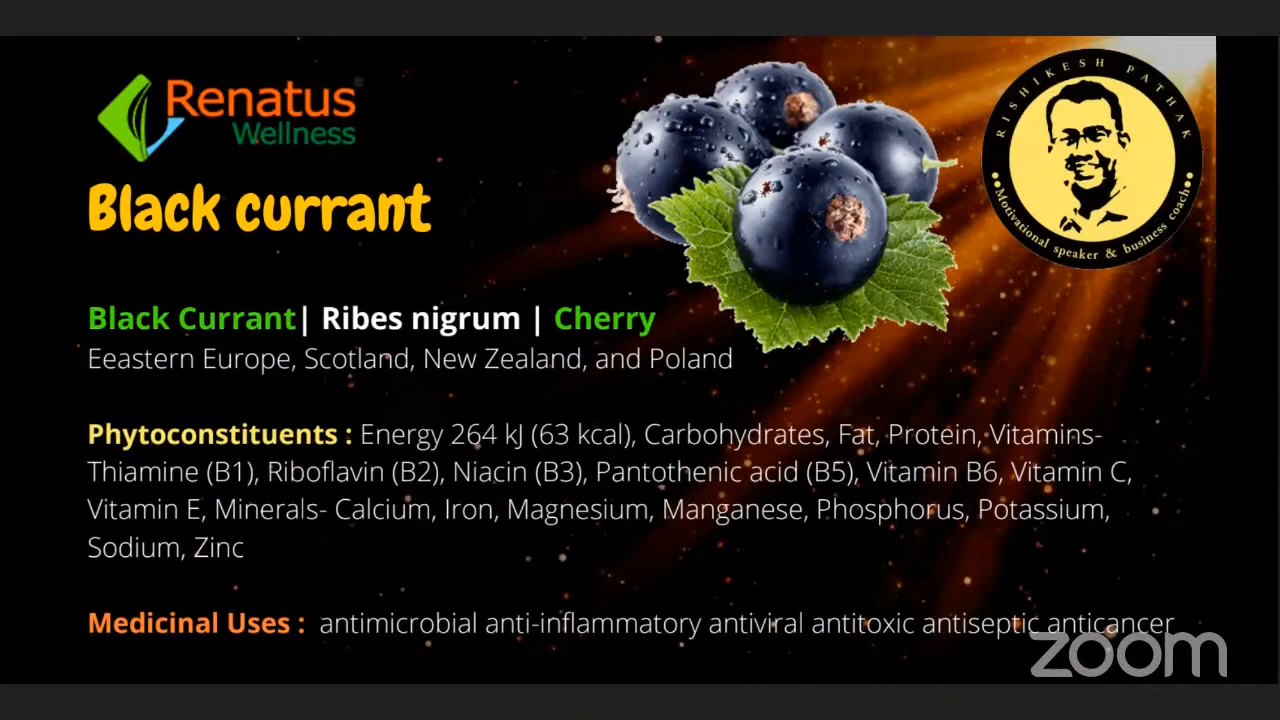 Renatus
Wellness
RISHIKESH PATHAK
Motivational speaker & business coach
Black currant
Black Currant| Ribes nigrum | Cherry
Eeastern Europe, Scotland, New Zealand, and Poland
Phytoconstituents : Energy 264 kJ (63 kcal), Carbohydrates, Fat, Protein, Vitamins-
Thiamine (B1), Riboflavin (B2), Niacin (B3), Pantothenic acid (B5), Vitamin B6, Vitamin C,
Vitamin E, Minerals- Calcium, Iron, Magnesium, Manganese, Phosphorus, Potassium,
Sodium, Zinc
Medicinal Uses : antimicrobial anti-inflammatory antiviral antitoxic antiseptic anticancer
zoom